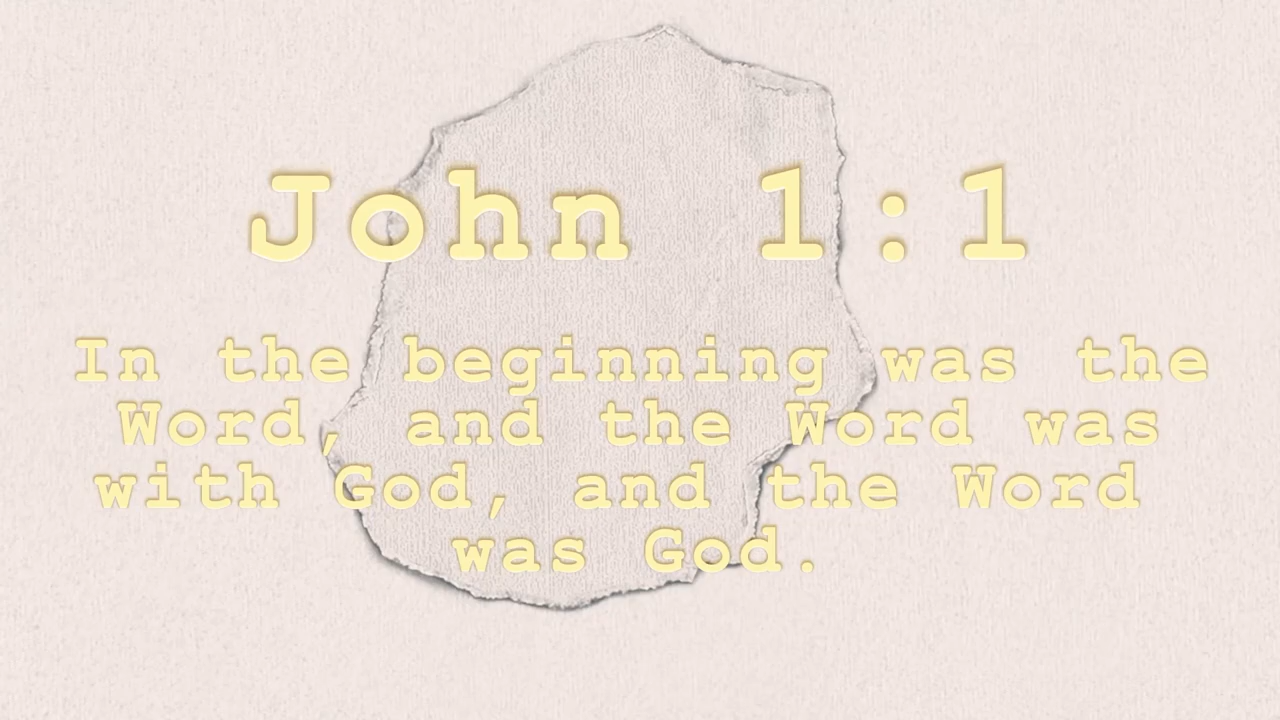 John 1:1
In the beginning was the
Word, and the Word was
with God, and the Word
was God.